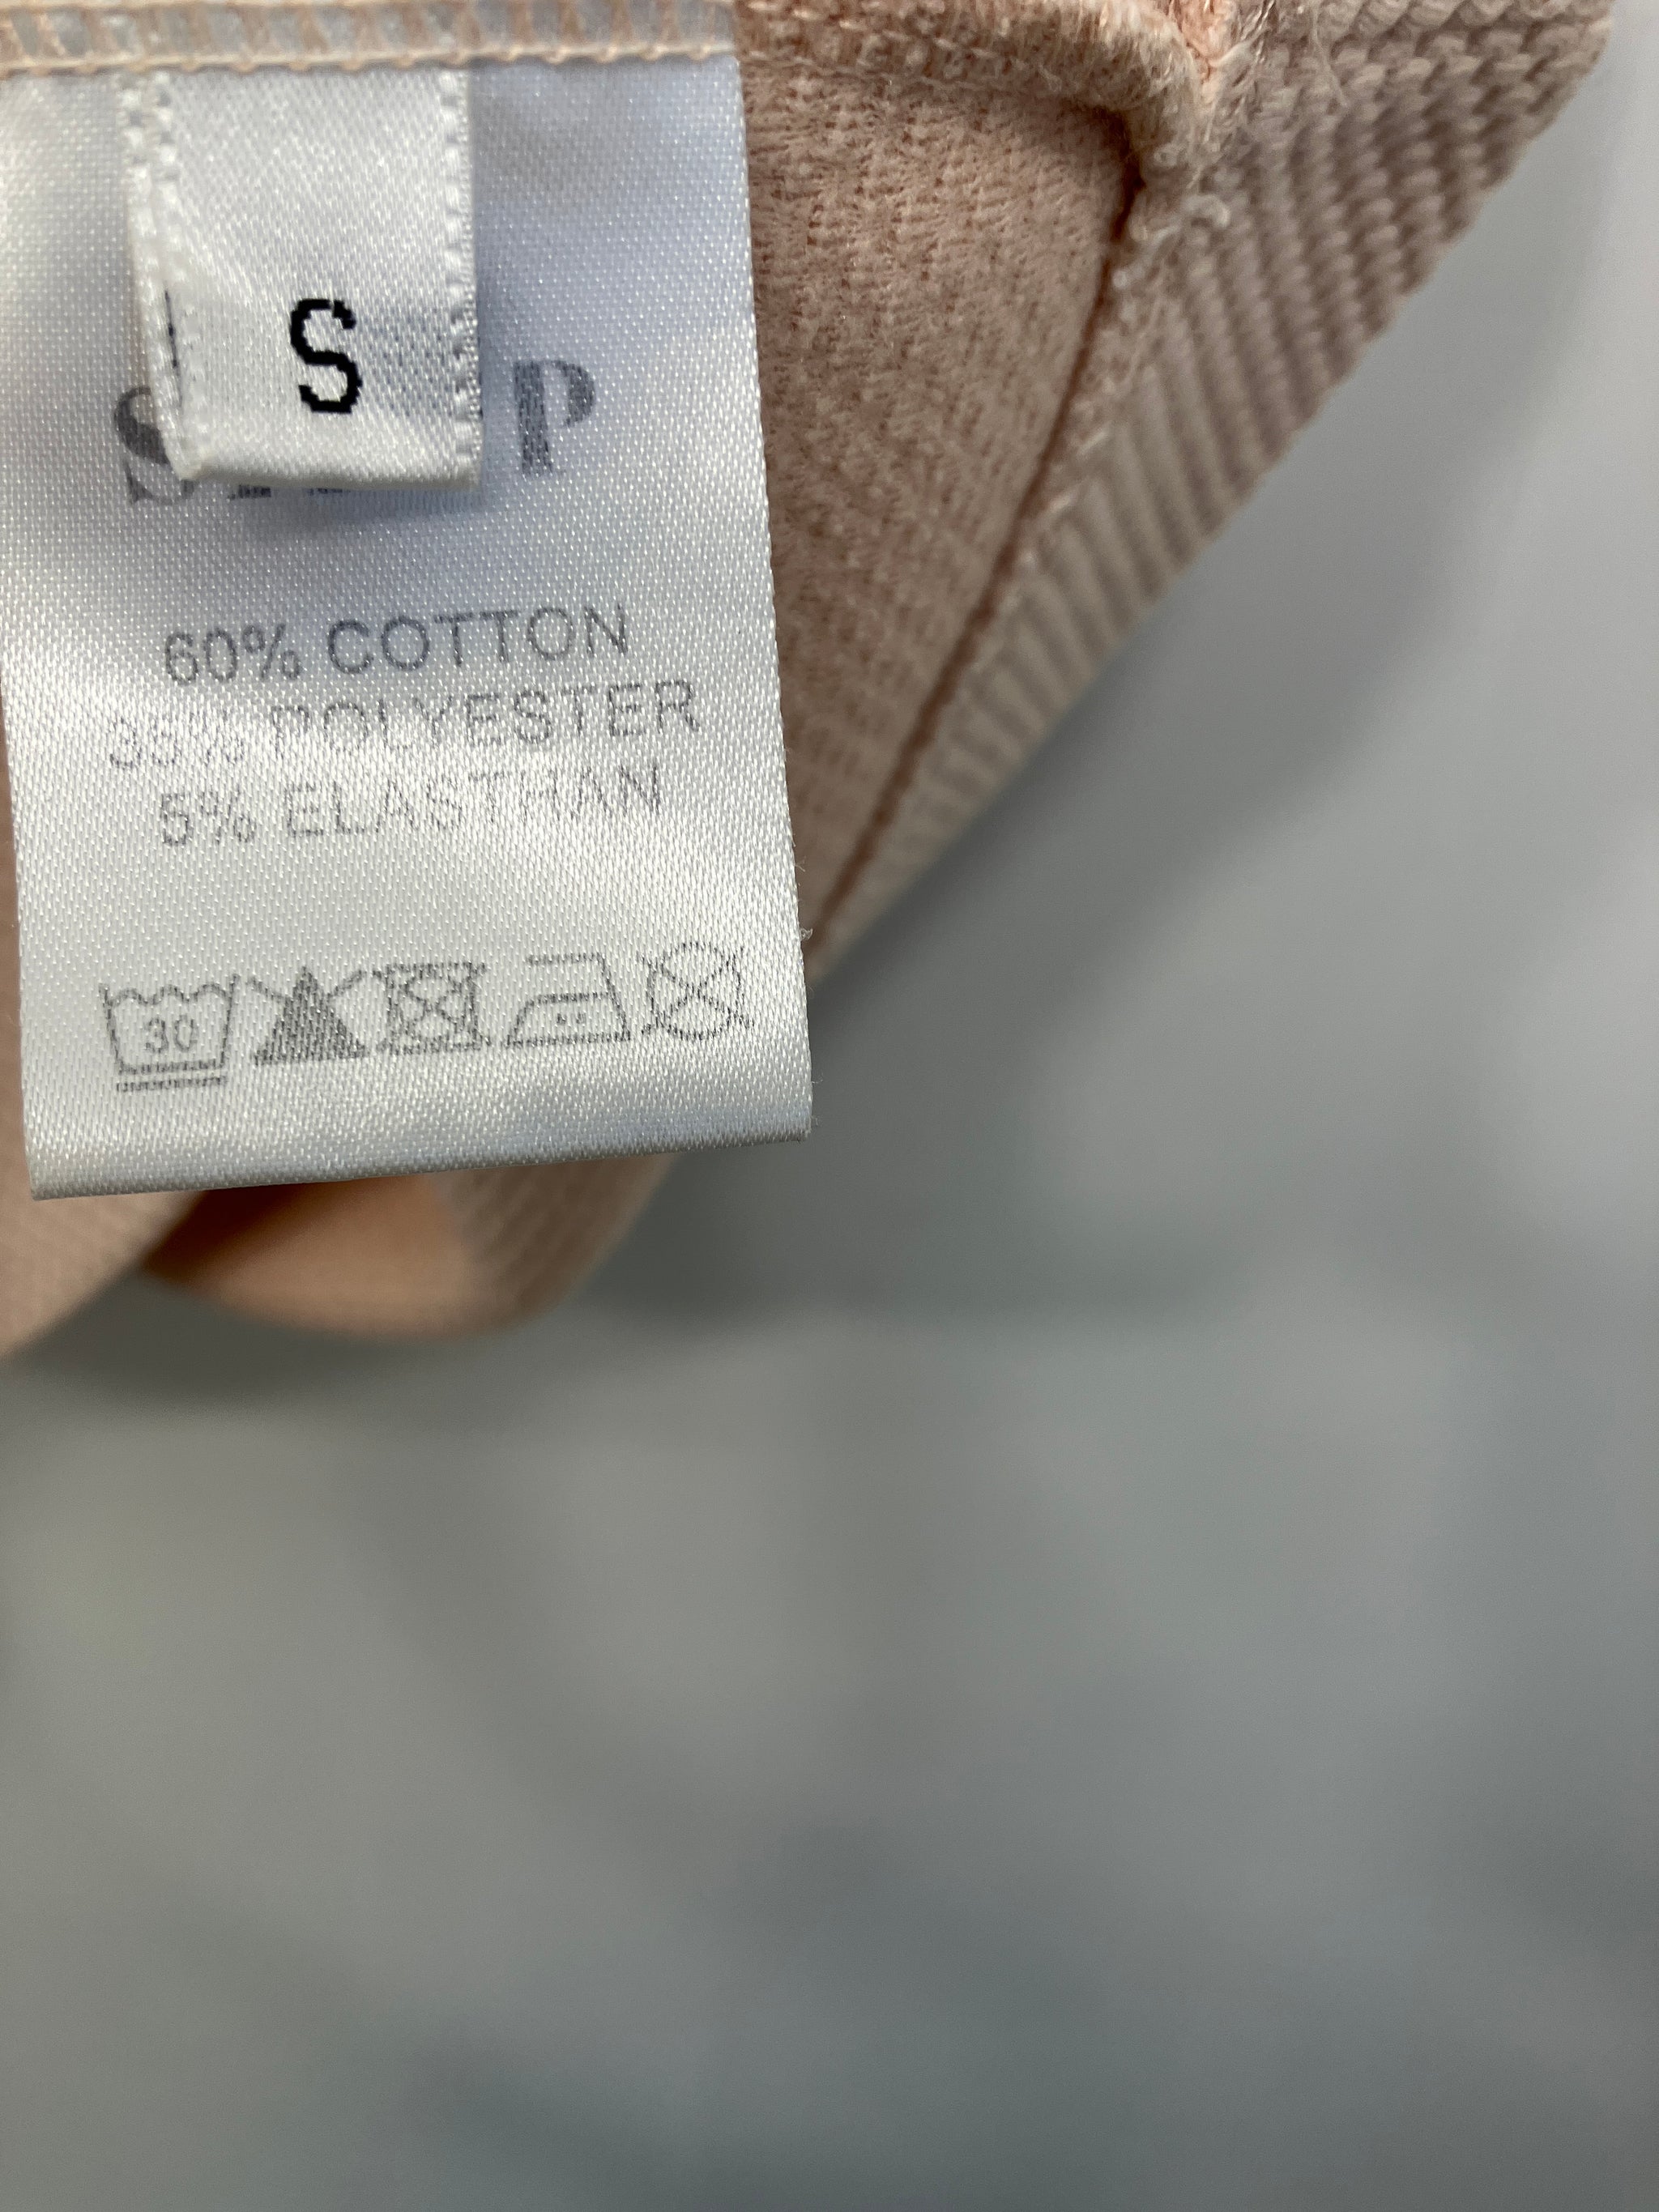 S
60% COTTON
35% POLYESTER
5% ELASTHAN
30